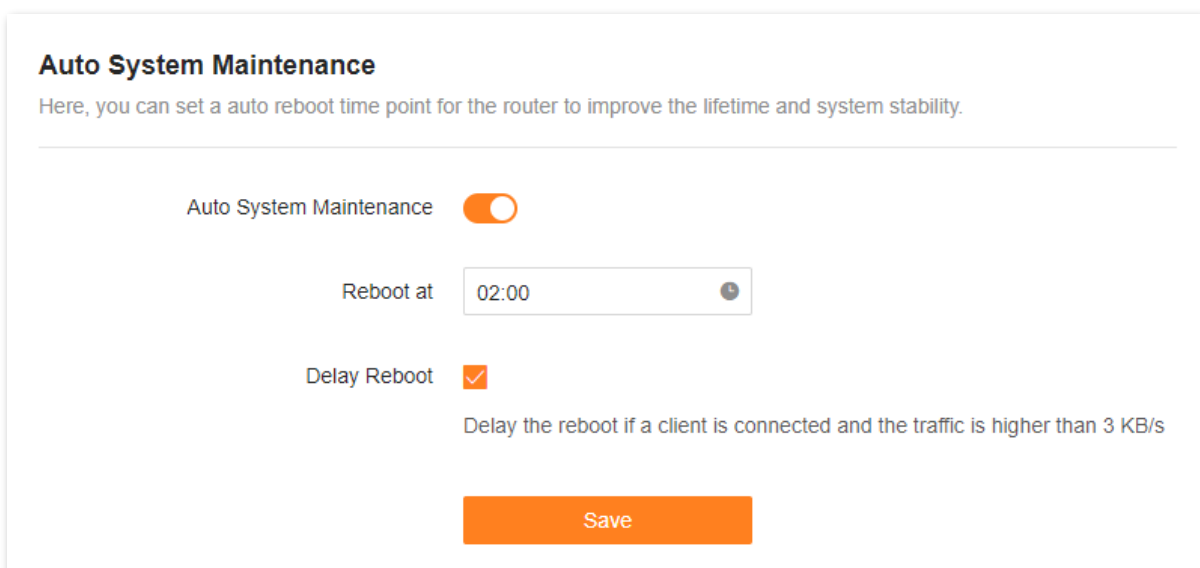 Auto System Maintenance
Here, you can set a auto reboot time point for the router to improve the lifetime and system stability.
Auto System Maintenance
Reboot at
02:00
Delay Reboot
Delay the reboot if a client is connected and the traffic is higher than 3 KB/s
Save